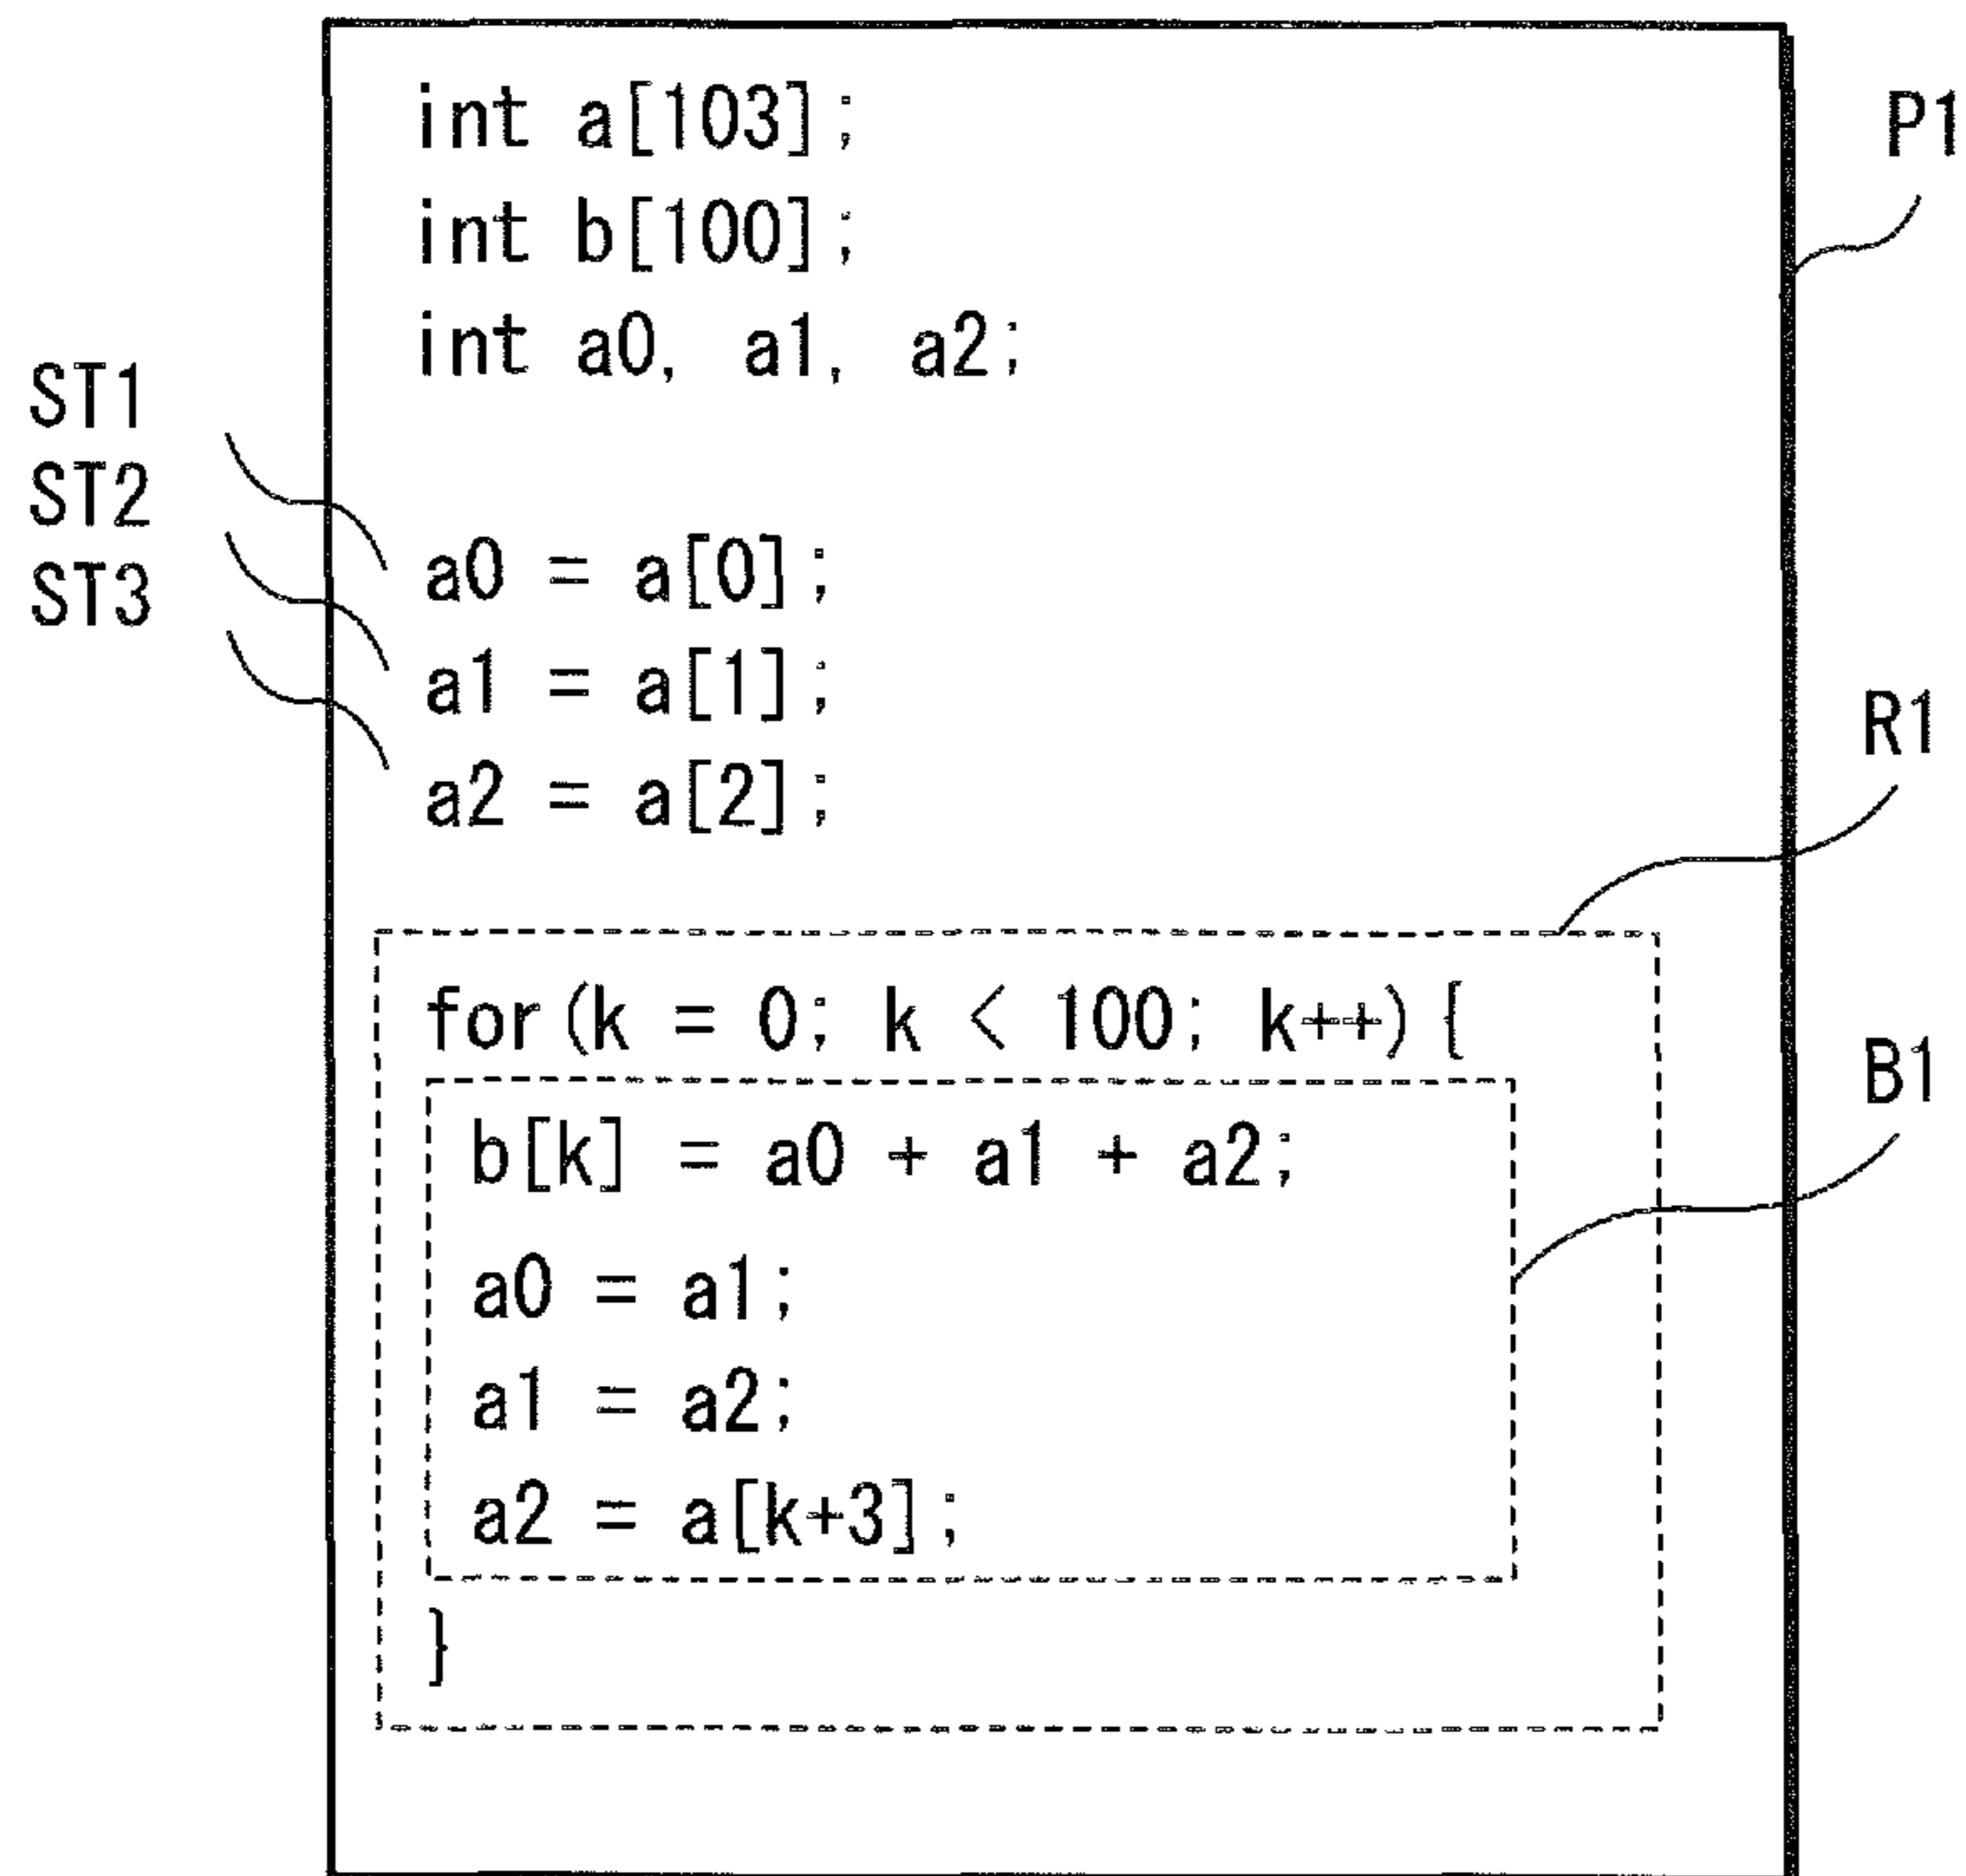 int a[103];
P1
int b[100];
int a0, a1, a2;
ST1
ST2
ST3
a0 = a[0];
a1 = a[1];
a2 = a[2];
R1
for(k = 0; k < 100; k++){
B1
b[k] = a0 + a1 + a2;
a0 = a1;
a1 = a2;
a2 = a[k+3];
}